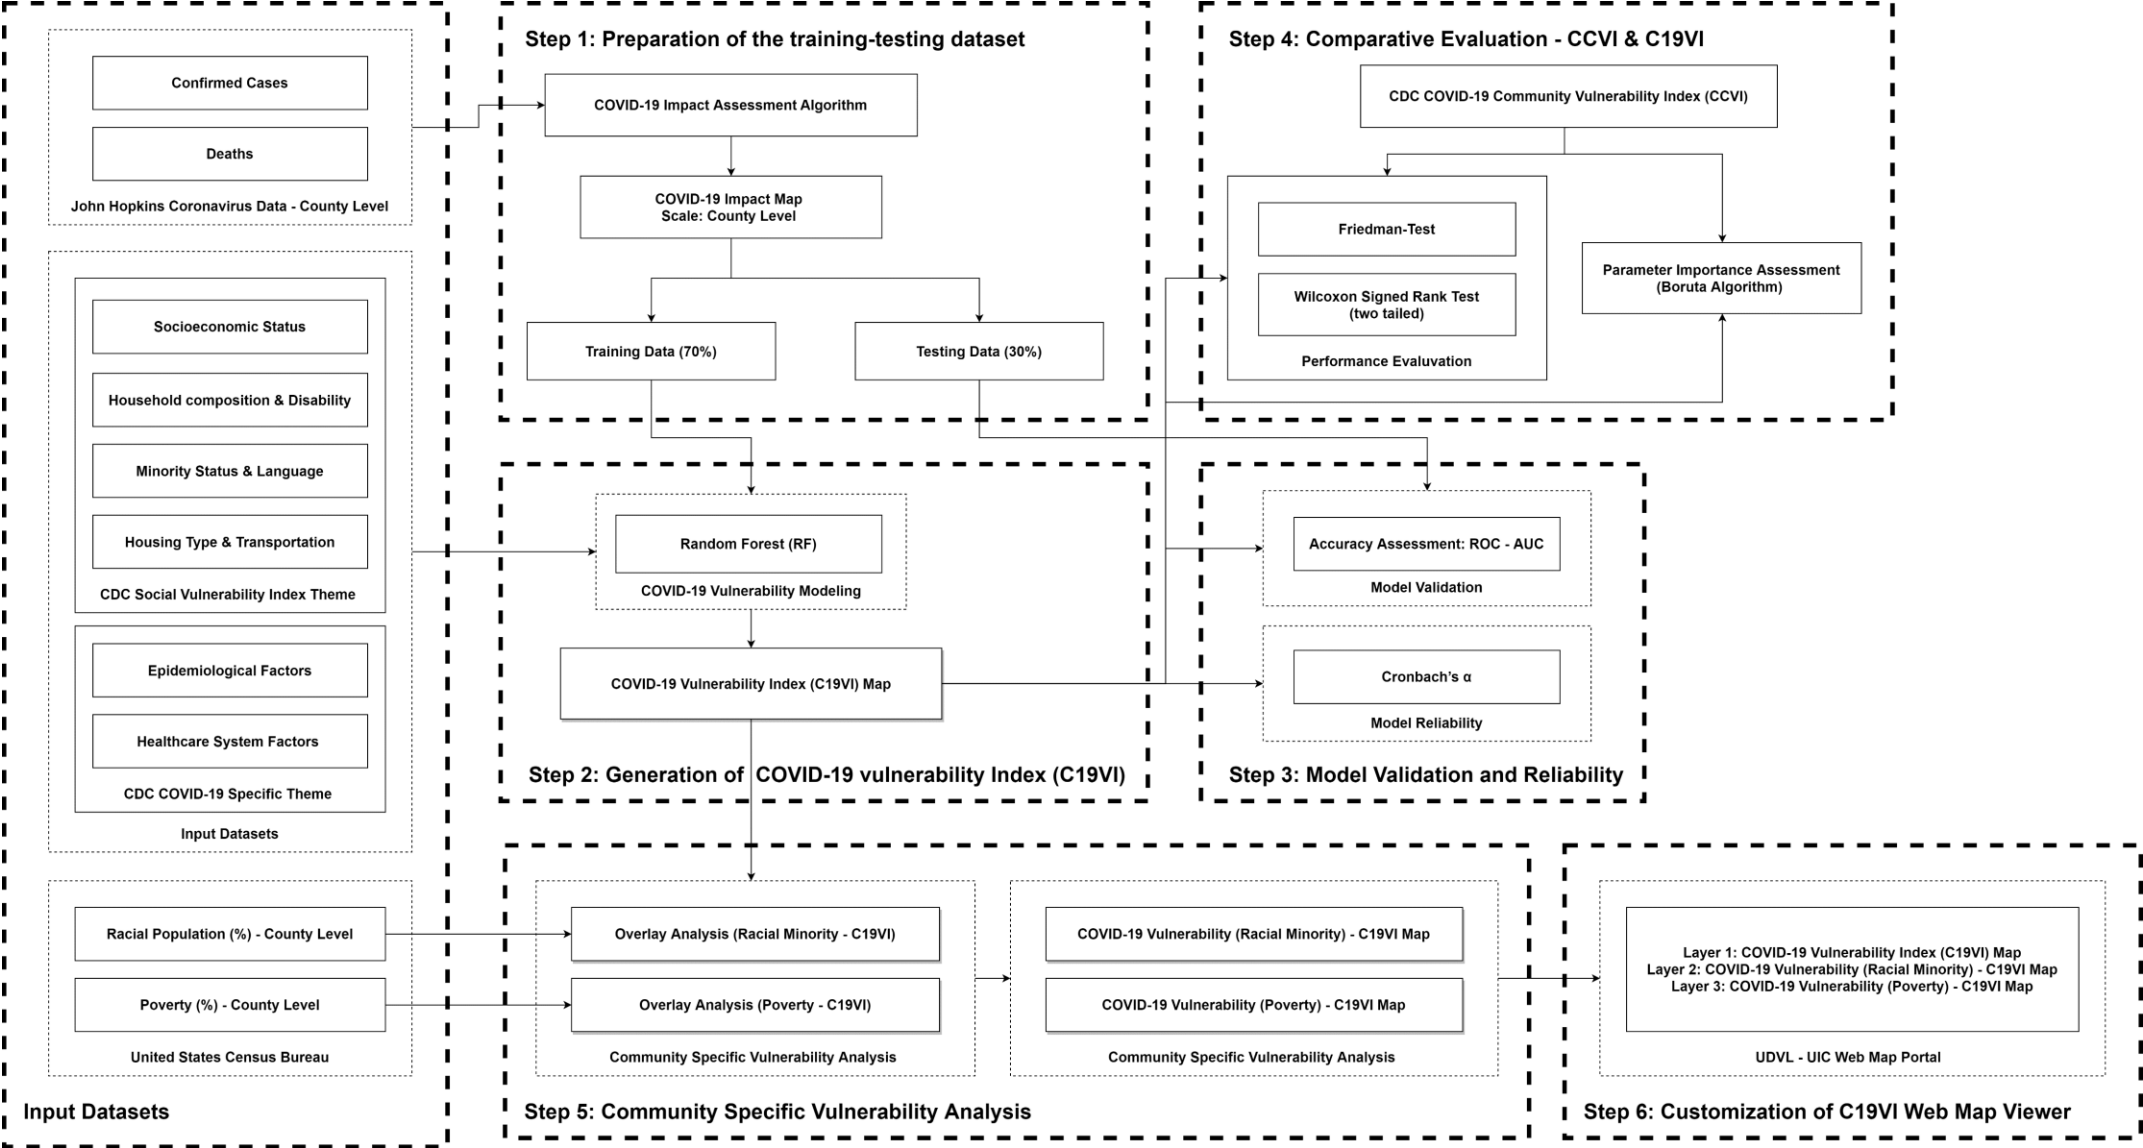 Confirmed Cases
Deaths
John Hopkins Coronavirus Data - County Level
Socioeconomic Status
Household composition & Disability
Minority Status & Language
Housing Type & Transportation
CDC Social Vulnerability Index Theme
Epidemiological Factors
Healthcare System Factors
CDC COVID-19 Specific Theme
Input Datasets
Racial Population (%) - County Level
Poverty (%) - County Level
United States Census Bureau
Input Datasets
Step 1: Preparation of the training-testing dataset
COVID-19 Impact Assessment Algorithm
COVID-19 Impact Map
Scale: County Level
Training Data (70%)
Testing Data (30%)
Random Forest (RF)
COVID-19 Vulnerability Modeling
COVID-19 Vulnerability Index (C19VI) Map
Step 2: Generation of COVID-19 vulnerability Index (C19VI)
Step 4: Comparative Evaluation - CCVI & C19VI
CDC COVID-19 Community Vulnerability Index (CCVI)
Friedman-Test
Wilcoxon Signed Rank Test
(two tailed)
Performance Evaluvation
Parameter Importance Assessment
(Boruta Algorithm)
Accuracy Assessment: ROC - AUC
Model Validation
Cronbach's α
Model Reliability
Step 3: Model Validation and Reliability
Overlay Analysis (Racial Minority - C19VI)
Overlay Analysis (Poverty - C19VI)
Community Specific Vulnerability Analysis
COVID-19 Vulnerability (Racial Minority) - C19VI Map
COVID-19 Vulnerability (Poverty) - C19VI Map
Community Specific Vulnerability Analysis
Step 5: Community Specific Vulnerability Analysis
Layer 1: COVID-19 Vulnerability Index (C19VI) Map
Layer 2: COVID-19 Vulnerability (Racial Minority) - C19VI Map
Layer 3: COVID-19 Vulnerability (Poverty) - C19VI Map
UDVL - UIC Web Map Portal
Step 6: Customization of C19VI Web Map Viewer